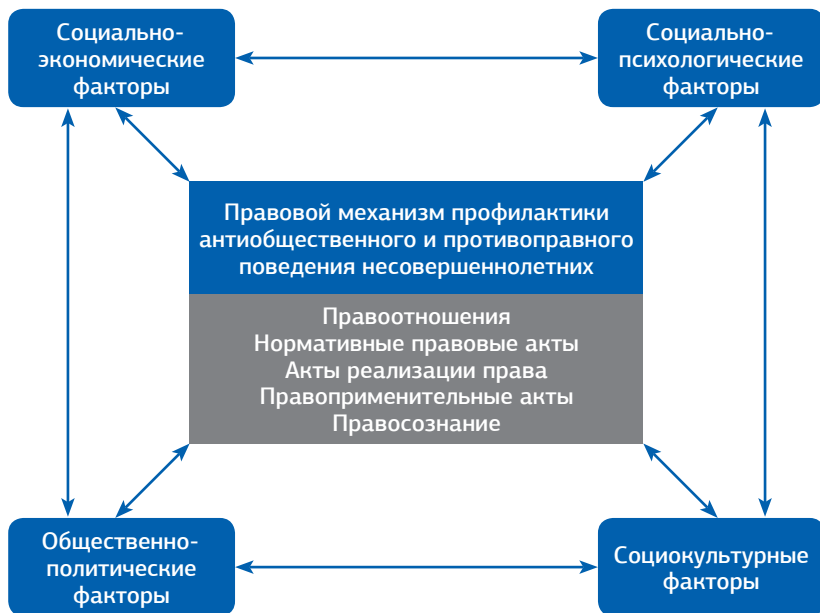 Социально-
экономические
факторы
Социально-
психологические
факторы
Правовой механизм профилактики
антиобщественного и противоправного
поведения несовершеннолетних
Правоотношения
Нормативные правовые акты
Акты реализации права
Правоприменительные акты
Правосознание
Общественно-
политические
факторы
Социокультурные
факторы